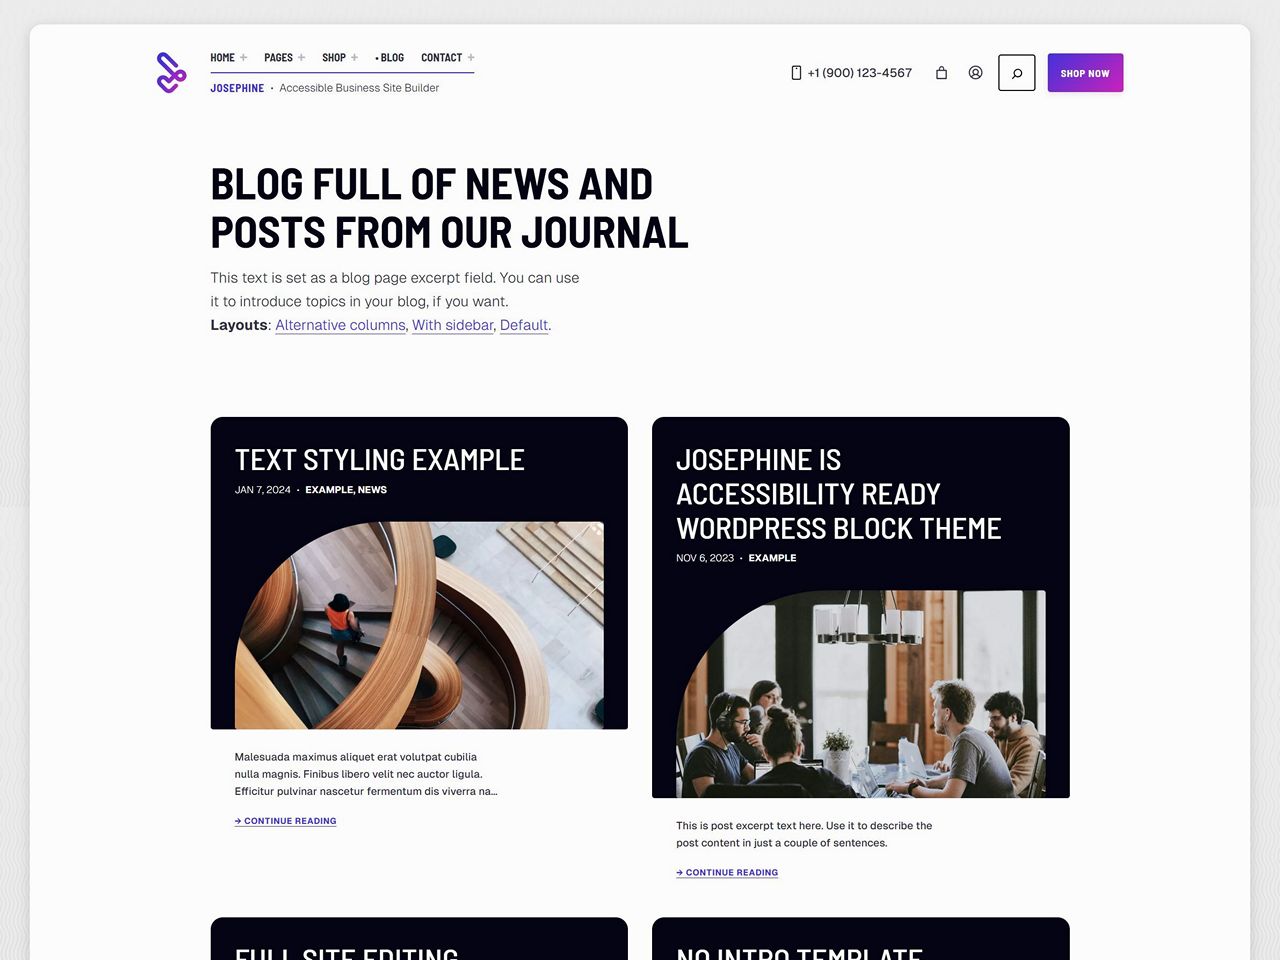 HOME + PAGES + SHOP + • BLOG CONTACT +
JOSEPHINE • Accessible Business Site Builder
+1 (900) 123-4567
SHOP NOW
BLOG FULL OF NEWS AND
POSTS FROM OUR JOURNAL
This text is set as a blog page excerpt field. You can use
it to introduce topics in your blog, if you want.
Layouts: Alternative columns, With sidebar, Default.
TEXT STYLING EXAMPLE
JAN 7, 2024 • EXAMPLE, NEWS
Malesuada maximus aliquet erat volutpat cubilia
nulla magnis. Finibus libero velit nec auctor ligula.
Efficitur pulvinar nascetur fermentum dis viverra na…
→ CONTINUE READING
JOSEPHINE IS
ACCESSIBILITY READY
WORDPRESS BLOCK THEME
NOV 6, 2023 • EXAMPLE
This is post excerpt text here. Use it to describe the
post content in just a couple of sentences.
→ CONTINUE READING
FULL SITE EDITING
NO INTRO TEMPLATE